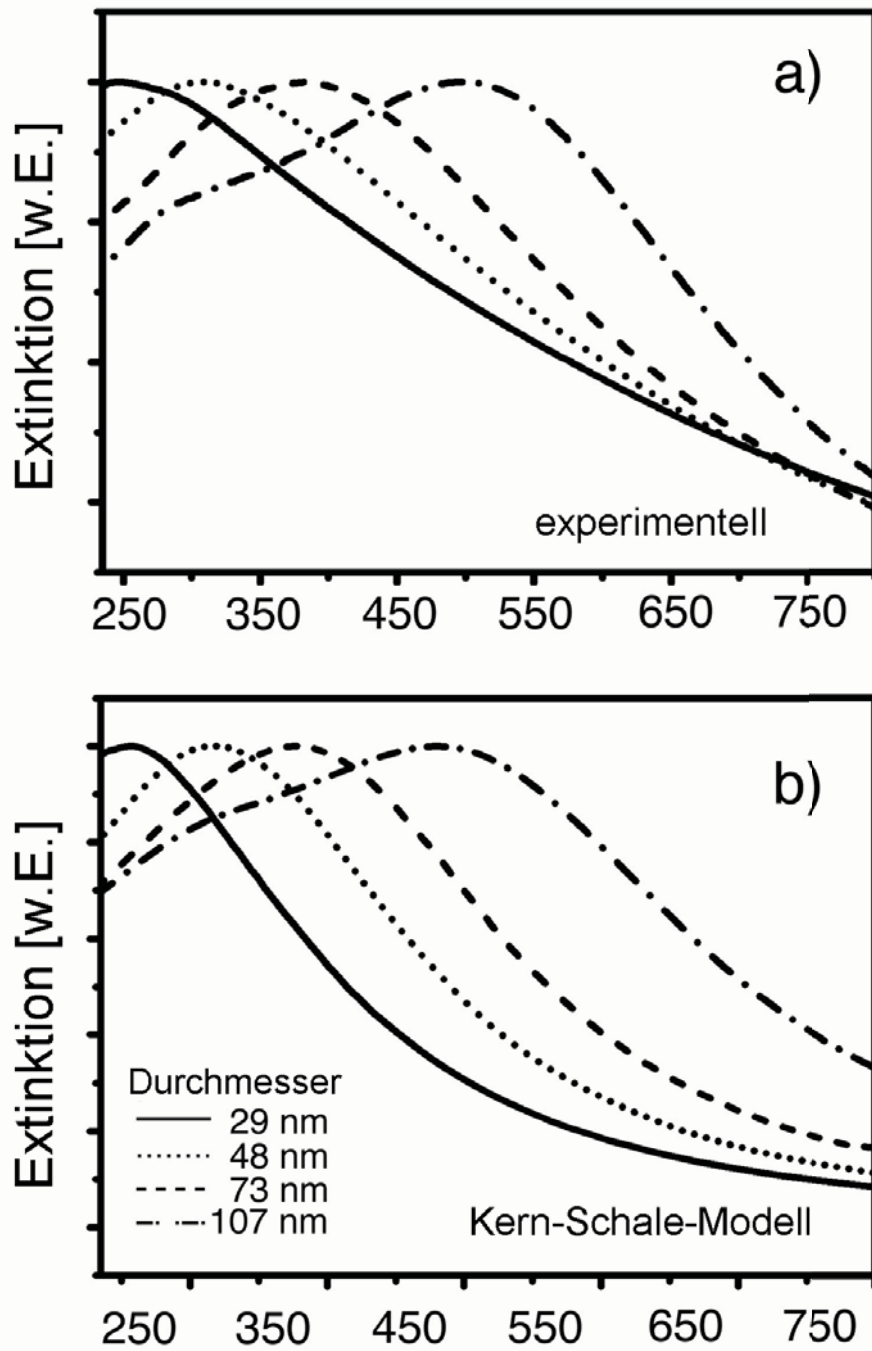 a)
Extinktion [w.E.]
experimentell
250 350 450 550 650 750
b)
Extinktion [w.E.]
Durchmesser
29 nm
48 nm
73 nm
107 nm
Kern-Schale-Modell
250 350 450 550 650 750